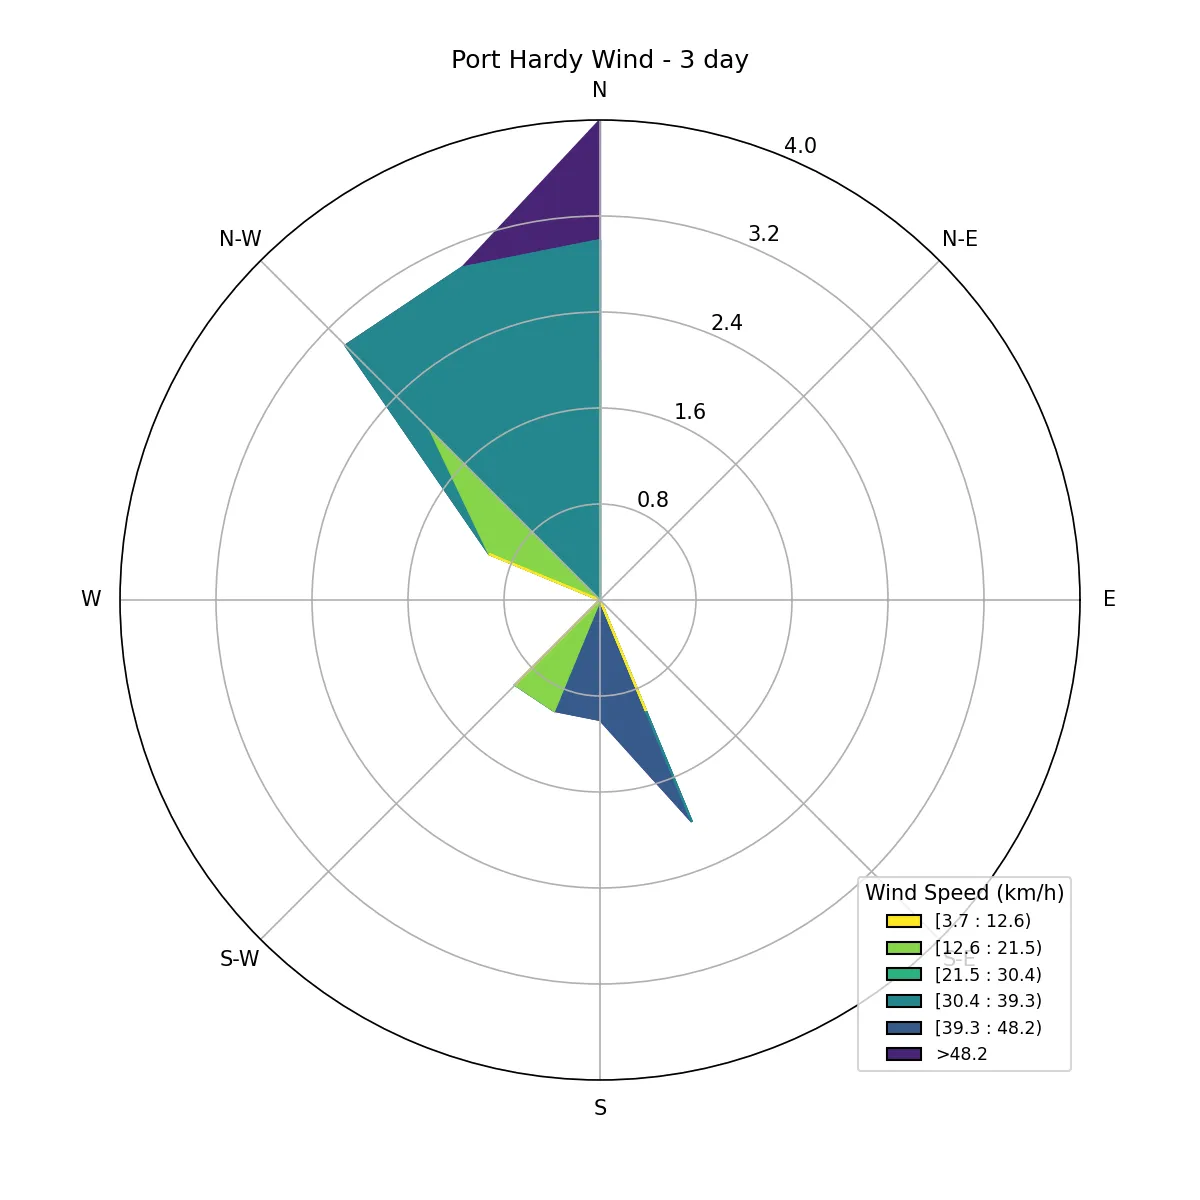 Port Hardy Wind - 3 day
N
4.0
N-W
3.2
N-E
2.4
1.6
0.8
W
E
Wind Speed (km/h)
[3.7 : 12.6)
[12.6 : 21.5)
S-W
S-E
[21.5 : 30.4)
[30.4 : 39.3)
[39.3 : 48.2)
>48.2
S